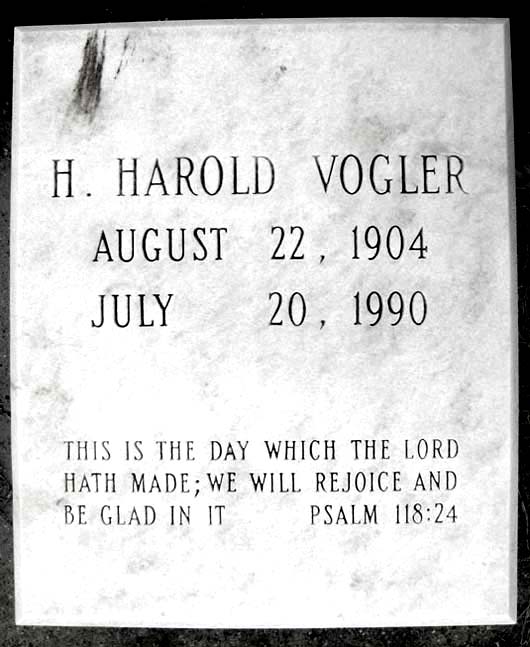 H. HAROLD VOGLER
AUGUST 22, 1904
JULY 20, 1990
THIS IS THE DAY WHICH THE LORD
HATH MADE; WE WILL REJOICE AND
BE GLAD IN IT PSALM 118:24